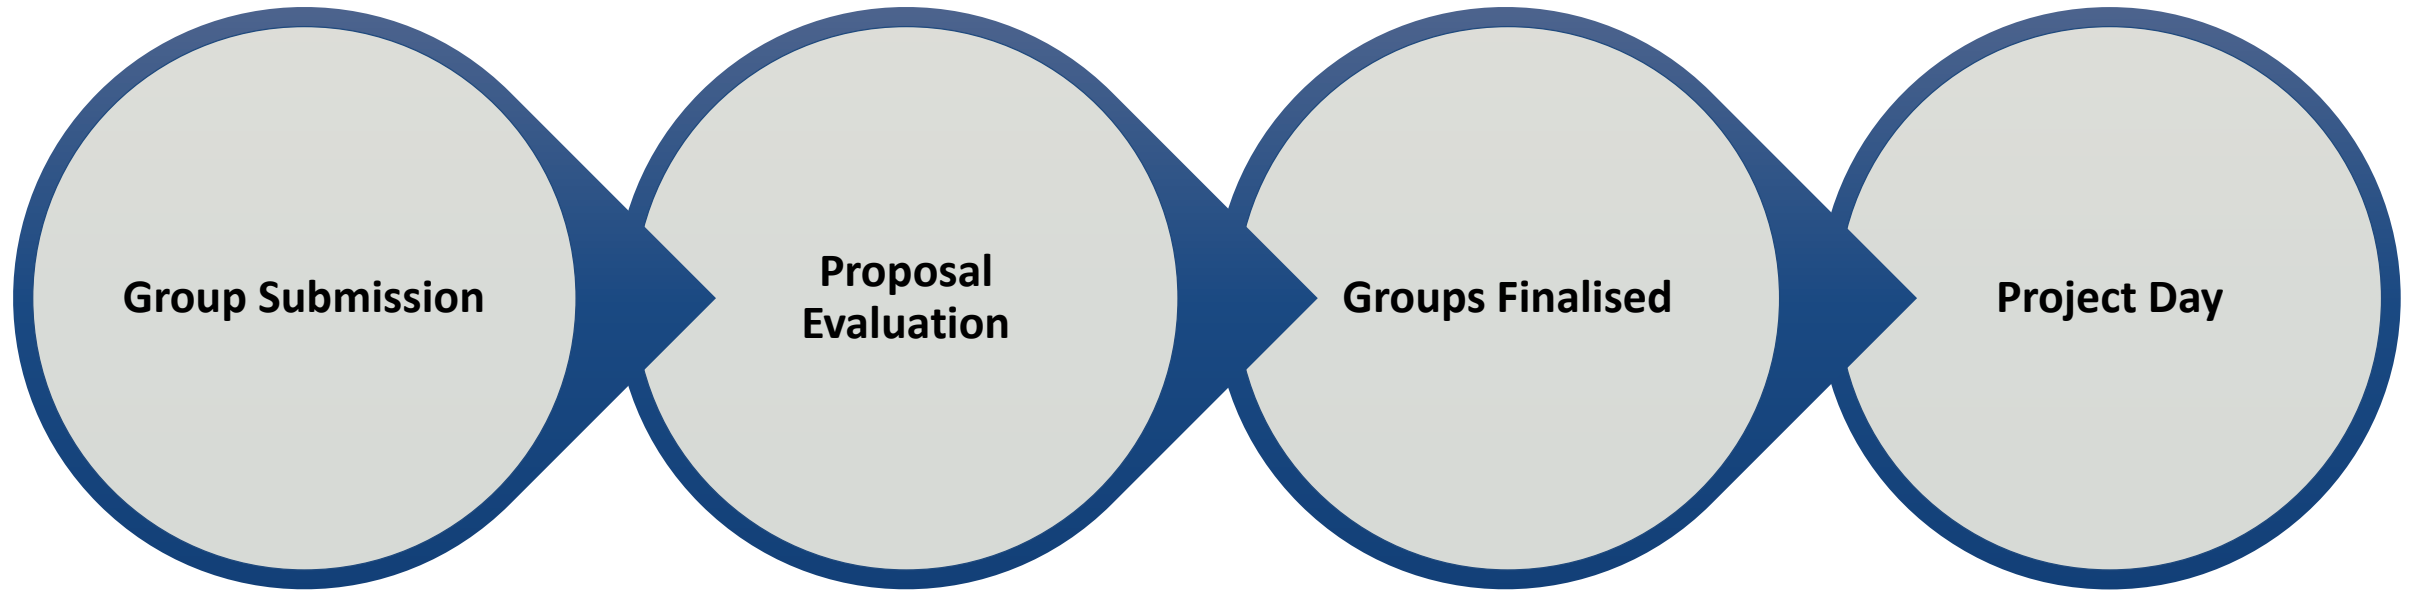 Group Submission
Proposal
Evaluation
Groups Finalised
Project Day